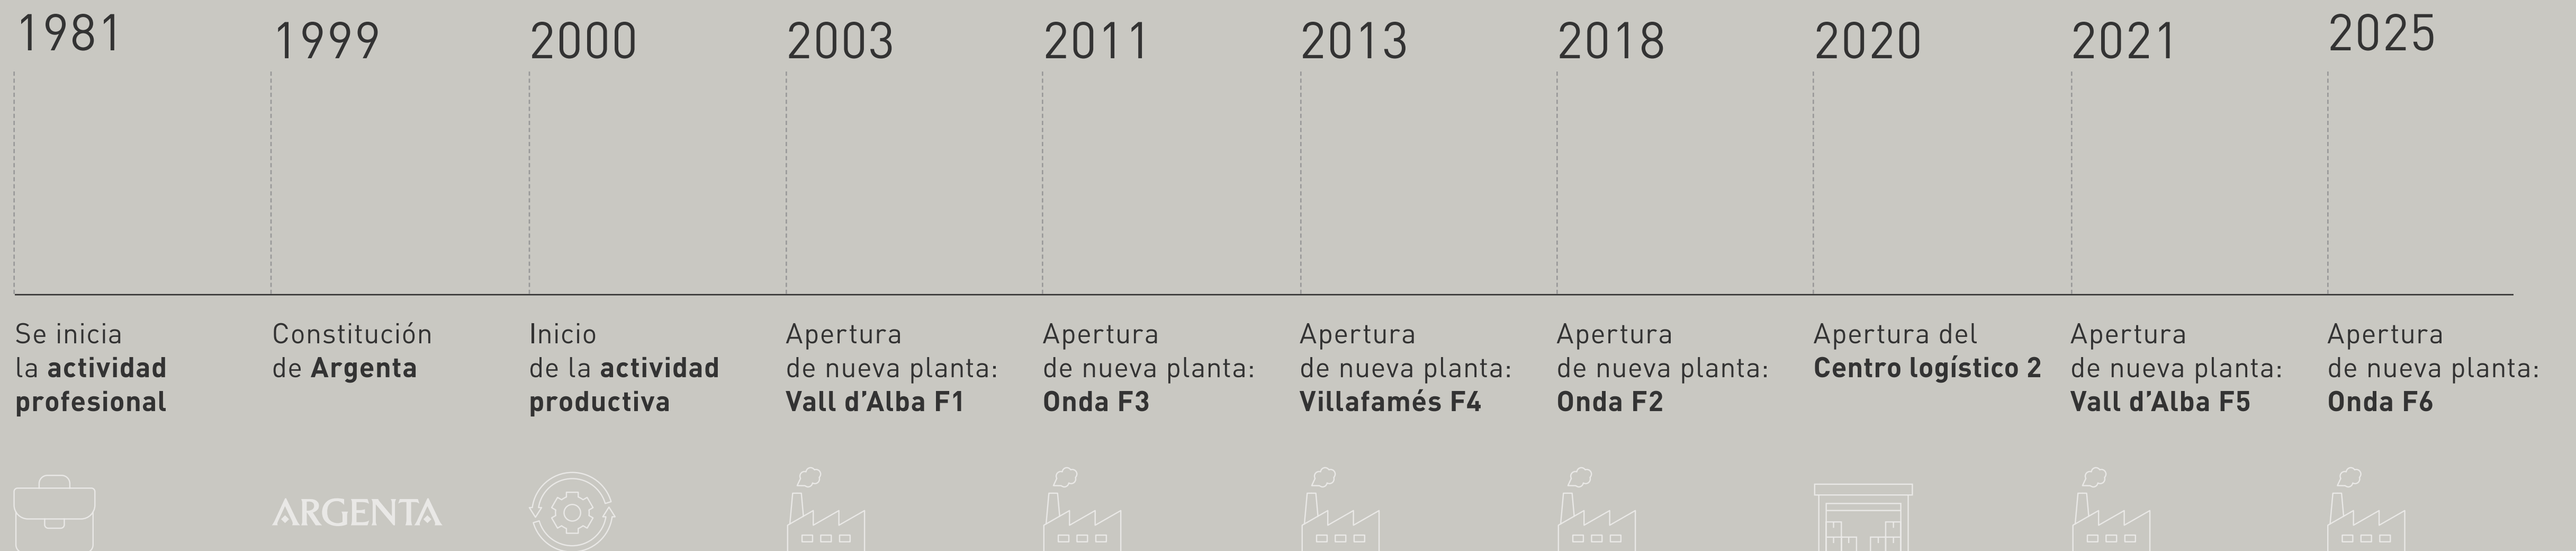 1981
1999
2000
2003
2011
2013
2018
2020
2021
2025
Se inicia
la actividad
profesional
Constitución
de Argenta
Inicio
de la actividad
productiva
Apertura
de nueva planta:
Vall d’Alba F1
Apertura
de nueva planta:
Onda F3
Apertura
de nueva planta:
Villafamés F4
Apertura
de nueva planta:
Onda F2
Apertura del
Centro logístico 2
Apertura
de nueva planta:
Vall d’Alba F5
Apertura
de nueva planta:
Onda F6
ARGENTA